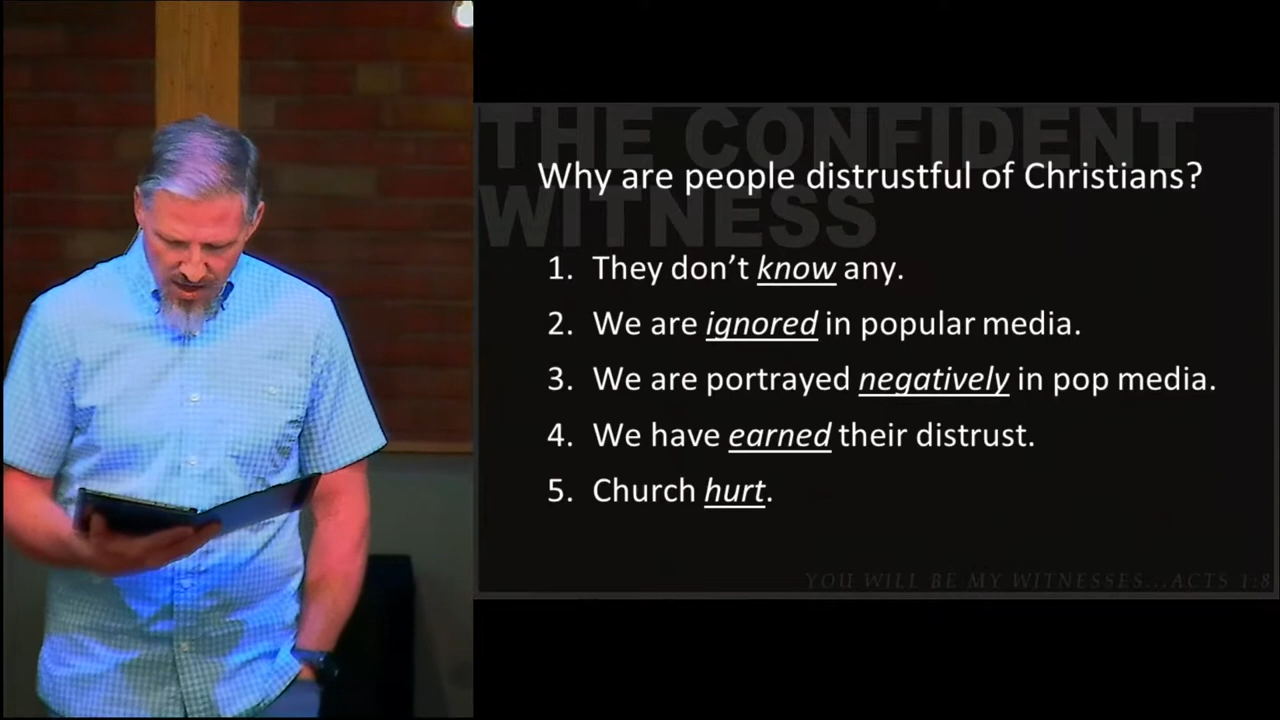 THE CONFIDENT
WITNESS
Why are people distrustful of Christians?
1. They don’t know any.
2. We are ignored in popular media.
3. We are portrayed negatively in pop media.
4. We have earned their distrust.
5. Church hurt.
YOU WILL BE MY WITNESSES...ACTS 1:8